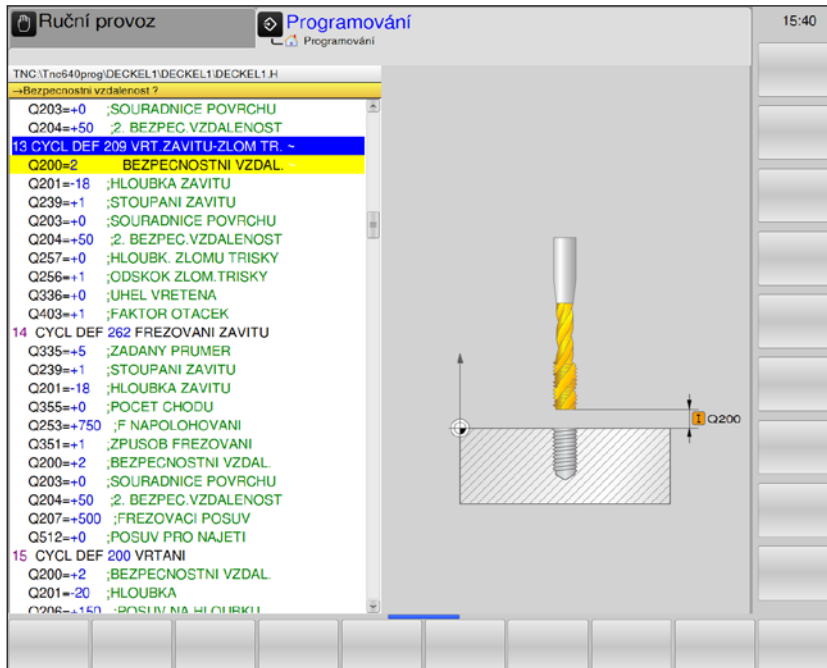 Ruční provoz
Programování
Programování
15:40
TNC:\Tnc640prog\DECKEL1\DECKEL1\DECKEL1.H
→Bezpecnostni vzdalenost ?
Q203=+0 ;SOURADNICE POVRCHU
Q204=+50 ;2. BEZPEC.VZDALENOST
13 CYCL DEF 209 VRT.ZAVITU-ZLOM TR. ~
Q200=2 BEZPECNOSTNI VZDAL. ~
Q201=-18 ;HLOUBKA ZAVITU
Q239=+1 ;STOUPANI ZAVITU
Q203=+0 ;SOURADNICE POVRCHU
Q204=+50 ;2. BEZPEC.VZDALENOST
Q257=+0 ;HLOUBK. ZLOMU TRISKY
Q256=+1 ;ODSKOK ZLOM.TRISKY
Q336=+0 ;UHEL VRETENA
Q403=+1 ;FAKTOR OTACEK
14 CYCL DEF 262 FREZOVANI ZAVITU
Q335=+5 ;ZADANY PRUMER
Q239=+1 ;STOUPANI ZAVITU
Q201=-18 ;HLOUBKA ZAVITU
Q355=+0 ;POCET CHODU
Q253=+750 ;F NAPOLOHOVANI
Q351=+1 ;ZPUSOB FREZOVANI
Q200=+2 ;BEZPECNOSTNI VZDAL.
Q203=+0 ;SOURADNICE POVRCHU
Q204=+50 ;2. BEZPEC.VZDALENOST
Q207=+500 ;FREZOVACI POSUV
Q512=+0 ;POSUV PRO NAJETI
15 CYCL DEF 200 VRTANI
Q200=+2 ;BEZPECNOSTNI VZDAL.
Q201=-20 ;HLOUBKA
Q206=+150 ;POSUV NA HLOUBKU
I Q200